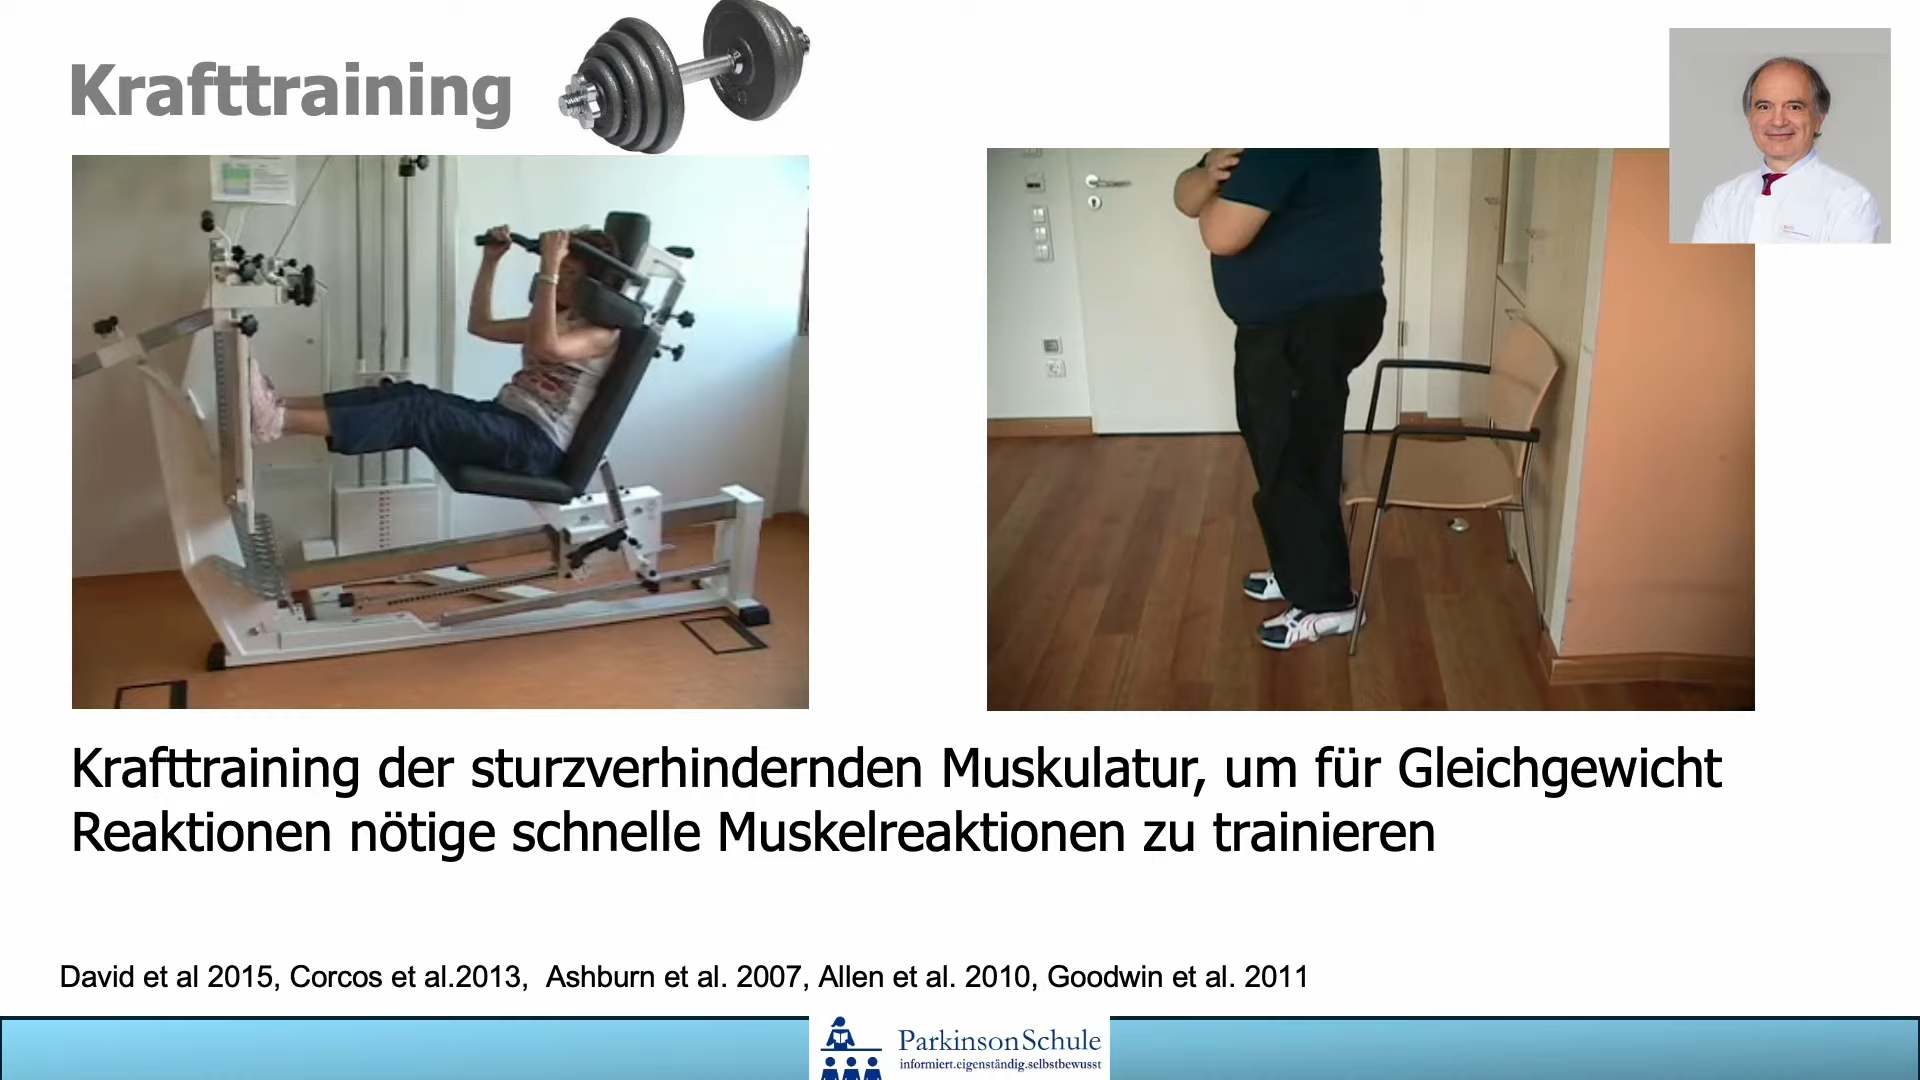 Krafttraining
Krafttraining der sturzverhindernden Muskulatur, um für Gleichgewicht
Reaktionen nötige schnelle Muskelreaktionen zu trainieren
David et al 2015, Corcos et al.2013,  Ashburn et al. 2007, Allen et al. 2010, Goodwin et al. 2011
ParkinsonSchule
informiert.eigenständig.selbstbewusst